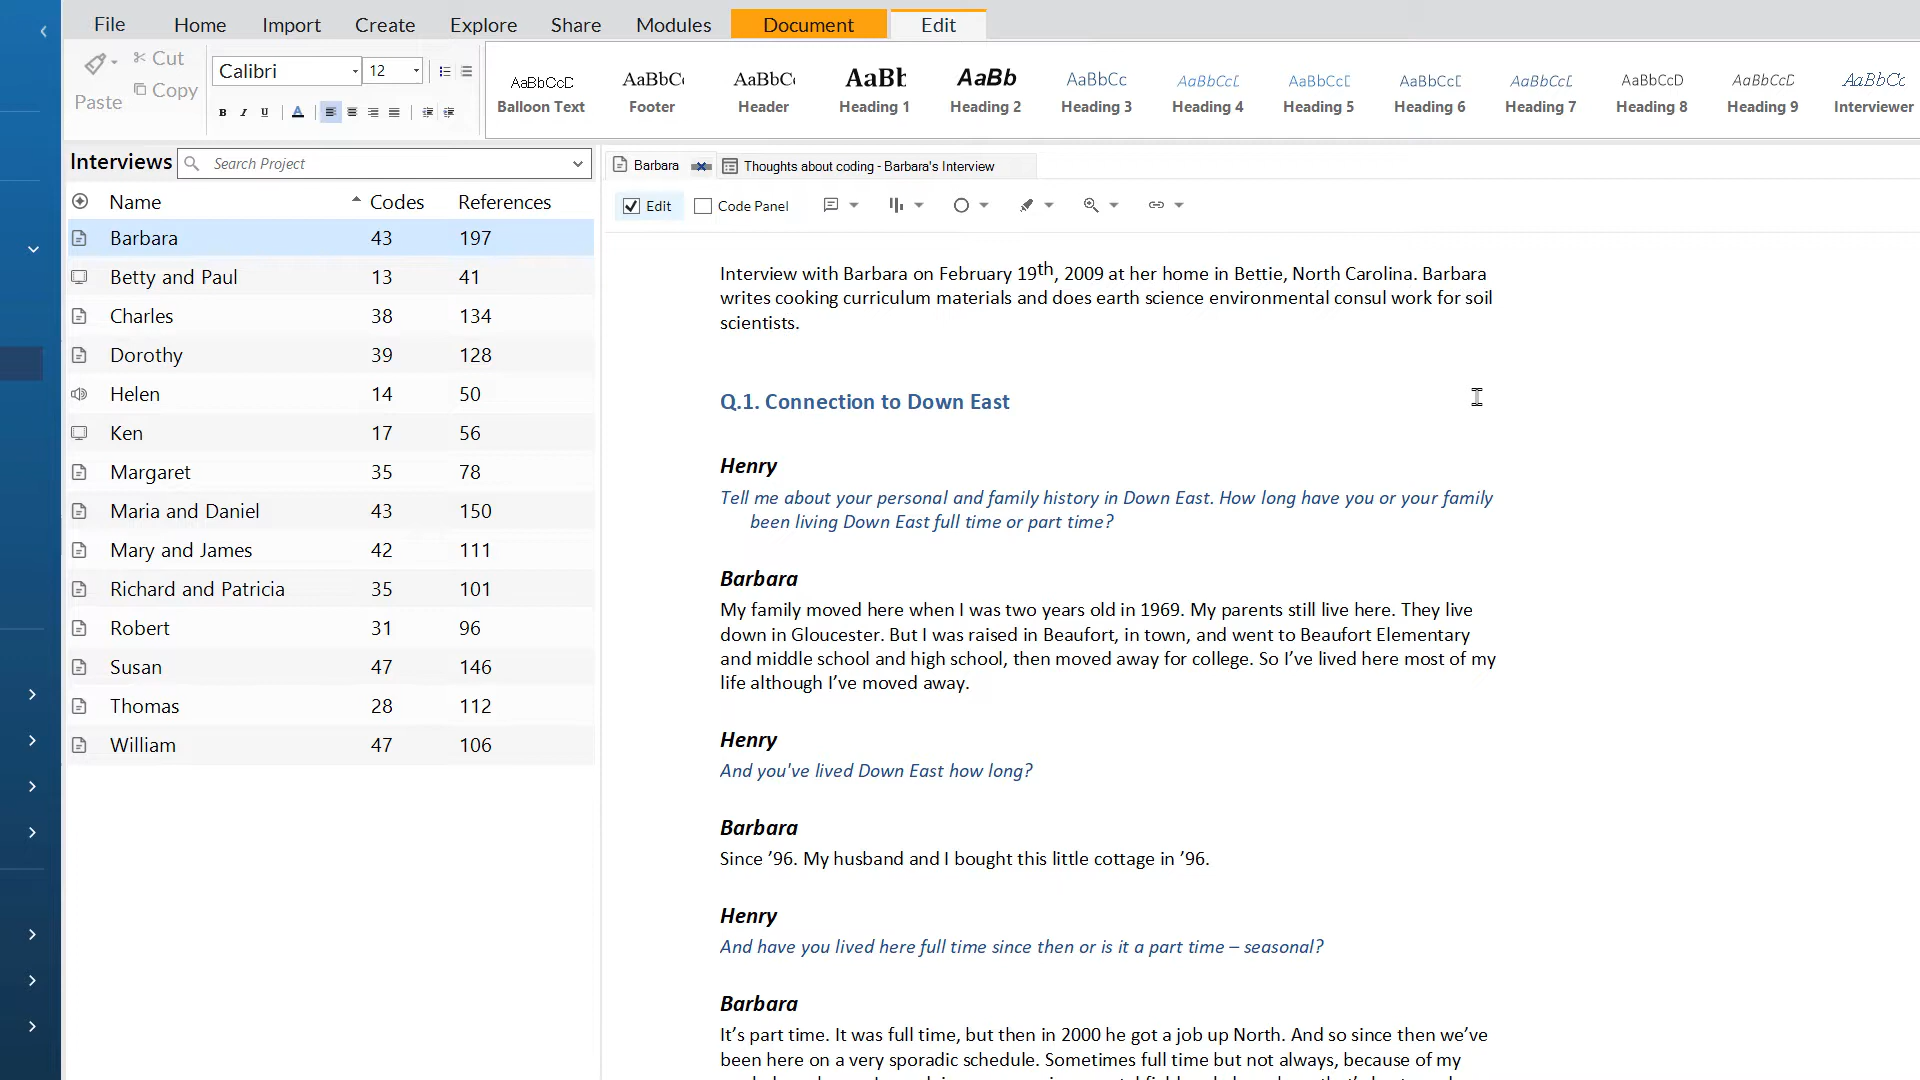 File Home Import Create Explore Share Modules Document Edit
Paste Cut Copy
Calibri 12
B I U A
AaBbCcD Balloon Text
AaBbC Footer
AaBbC Header
AaBb Heading 1
AaBb Heading 2
AaBbCc Heading 3
AaBbCcD Heading 4
AaBbCcD Heading 5
AaBbCcD Heading 6
AaBbCcD Heading 7
AaBbCcD Heading 8
AaBbCcD Heading 9
AaBbCc Interviewer
Interviews Search Project
Name Codes References
Barbara 43 197
Betty and Paul 13 41
Charles 38 134
Dorothy 39 128
Helen 14 50
Ken 17 56
Margaret 35 78
Maria and Daniel 43 150
Mary and James 42 111
Richard and Patricia 35 101
Robert 31 96
Susan 47 146
Thomas 28 112
William 47 106
Barbara Thoughts about coding - Barbara's Interview
Edit Code Panel
Interview with Barbara on February 19th, 2009 at her home in Bettie, North Carolina. Barbara
writes cooking curriculum materials and does earth science environmental consul work for soil
scientists.
Q.1. Connection to Down East
Henry
Tell me about your personal and family history in Down East. How long have you or your family
been living Down East full time or part time?
Barbara
My family moved here when I was two years old in 1969. My parents still live here. They live
down in Gloucester. But I was raised in Beaufort, in town, and went to Beaufort Elementary
and middle school and high school, then moved away for college. So I’ve lived here most of my
life although I’ve moved away.
Henry
And you've lived Down East how long?
Barbara
Since ’96. My husband and I bought this little cottage in ’96.
Henry
And have you lived here full time since then or is it a part time – seasonal?
Barbara
It’s part time. It was full time, but then in 2000 he got a job up North. And so since then we’ve
been here on a very sporadic schedule. Sometimes full time but not always, because of my